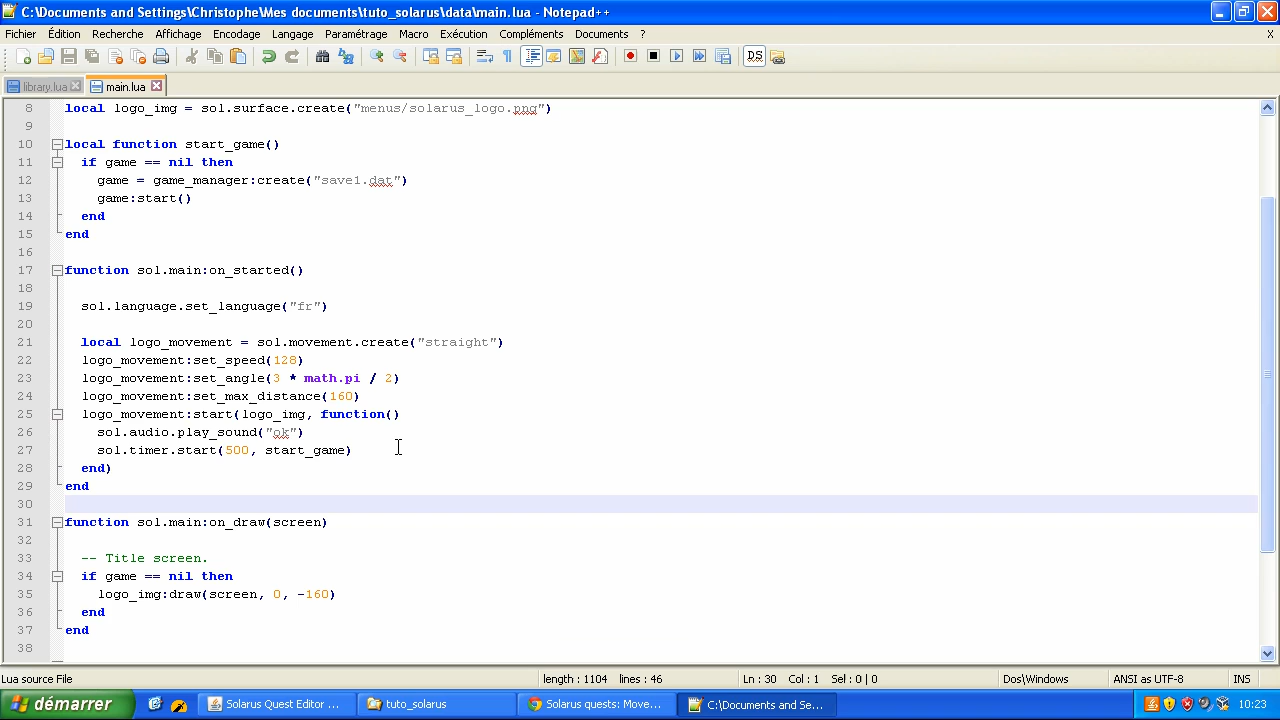 C:\Documents and Settings\Christophe\Mes documents\tuto_solarus\data\main.lua - Notepad++
Fichier Édition Recherche Affichage Encodage Langage Paramétrage Macro Exécution Compléments Documents ? X
library.lua main.lua
8 local logo_img = sol.surface.create("menus/solarus_logo.png")
9
10 local function start_game()
11 if game == nil then
12 game = game_manager:create("save1.dat")
13 game:start()
14 end
15 end
16
17 function sol.main:on_started()
18
19 sol.language.set_language("fr")
20
21 local logo_movement = sol.movement.create("straight")
22 logo_movement:set_speed(128)
23 logo_movement:set_angle(3 * math.pi / 2)
24 logo_movement:set_max_distance(160)
25 logo_movement:start(logo_img, function()
26 sol.audio.play_sound("ok")
27 sol.timer.start(500, start_game)
28 end)
29 end
30
31 function sol.main:on_draw(screen)
32
33 -- Title screen.
34 if game == nil then
35 logo_img:draw(screen, 0, -160)
36 end
37 end
38
Lua source File length : 1104 lines : 46 Ln : 30 Col : 1 Sel : 0 | 0 Dos\Windows ANSI as UTF-8 INS
démarrer Solarus Quest Editor ... tuto_solarus Solarus quests: Move... C:\Documents and Se... 10:23